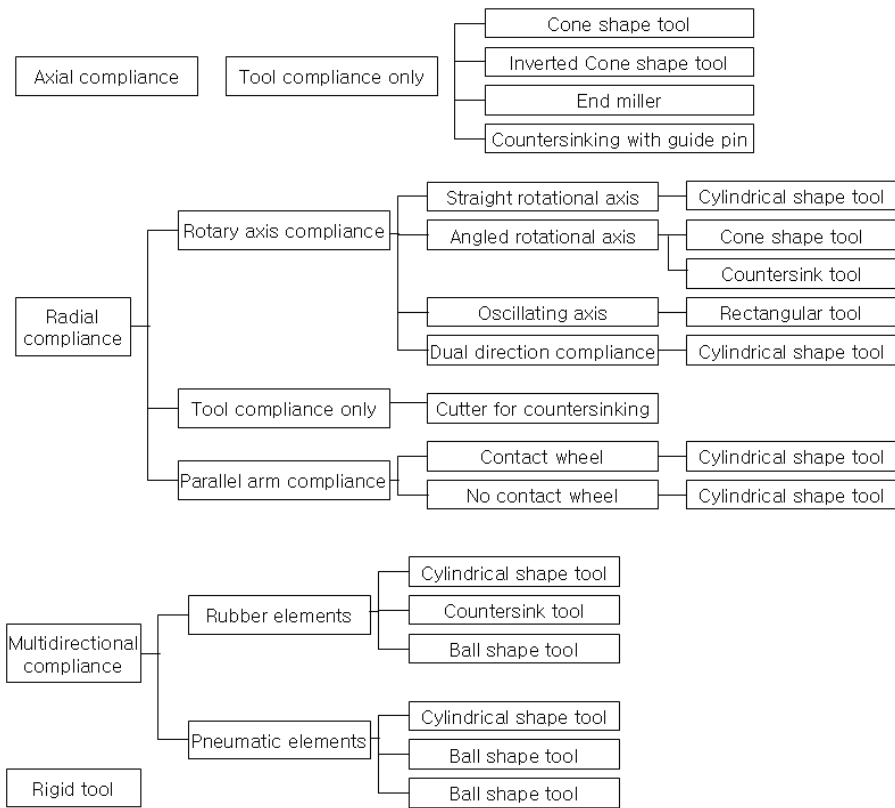 Cone shape tool
Axial compliance
Tool compliance only
Inverted Cone shape tool
End miller
Countersinking with guide pin
Straight rotational axis
Cylindrical shape tool
Rotary axis compliance
Angled rotational axis
Cone shape tool
Countersink tool
Radial
compliance
Oscillating axis
Rectangular tool
Dual direction compliance
Cylindrical shape tool
Tool compliance only
Cutter for countersinking
Parallel arm compliance
Contact wheel
Cylindrical shape tool
No contact wheel
Cylindrical shape tool
Multidirectional
compliance
Rubber elements
Cylindrical shape tool
Countersink tool
Ball shape tool
Pneumatic elements
Cylindrical shape tool
Ball shape tool
Ball shape tool
Rigid tool